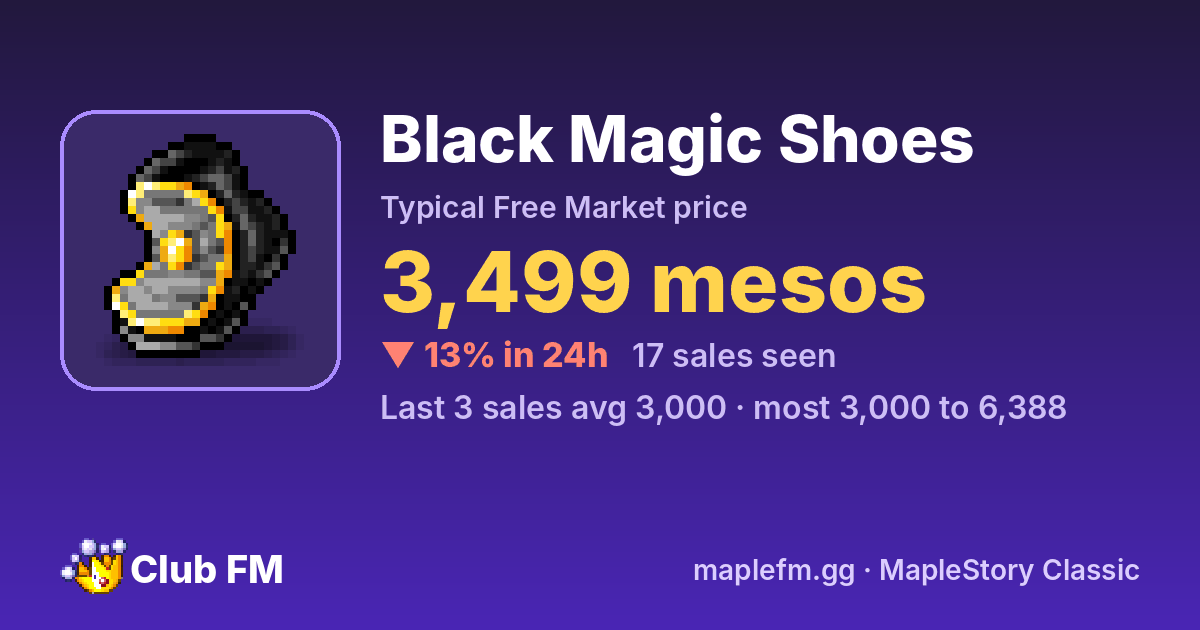 Black Magic Shoes
Typical Free Market price
3,499 mesos
▼ 13% in 24h 17 sales seen
Last 3 sales avg 3,000 · most 3,000 to 6,388
Club FM
maplefm.gg · MapleStory Classic